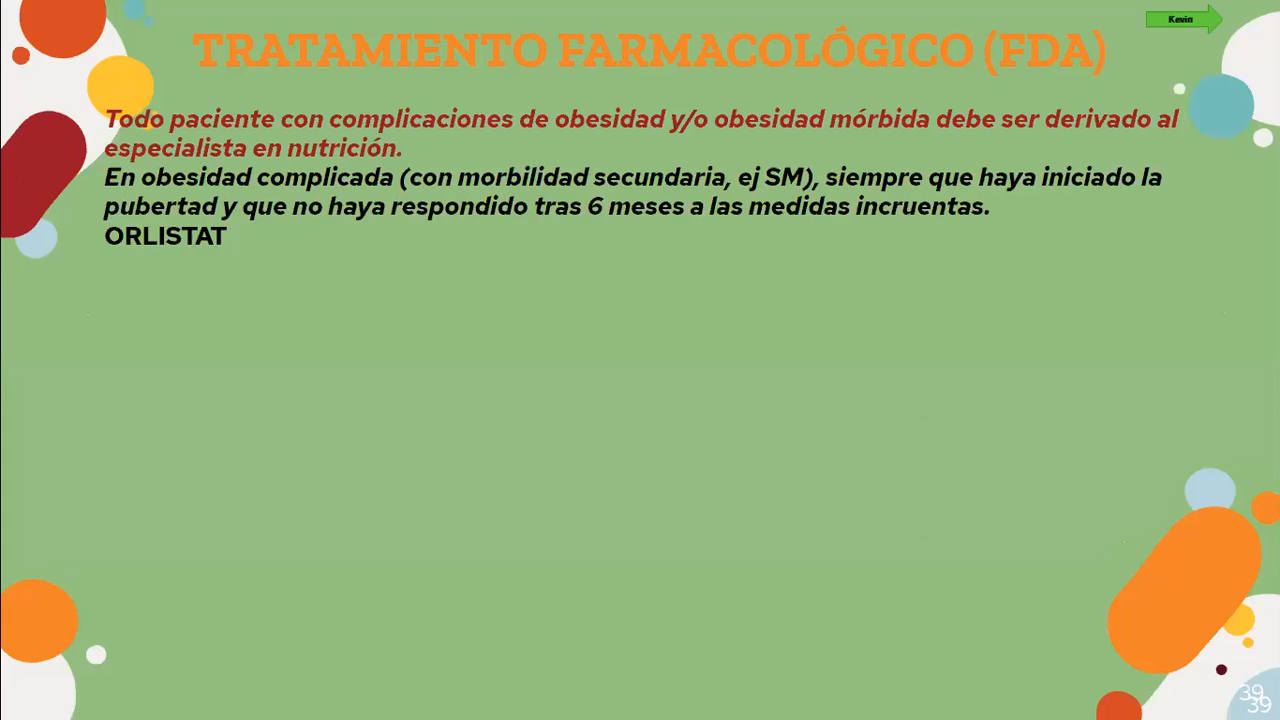 Kevin
TRATAMIENTO FARMACOLÓGICO (FDA)
Todo paciente con complicaciones de obesidad y/o obesidad mórbida debe ser derivado al
especialista en nutrición.
En obesidad complicada (con morbilidad secundaria, ej SM), siempre que haya iniciado la
pubertad y que no haya respondido tras 6 meses a las medidas incruentas.
ORLISTAT
39
39